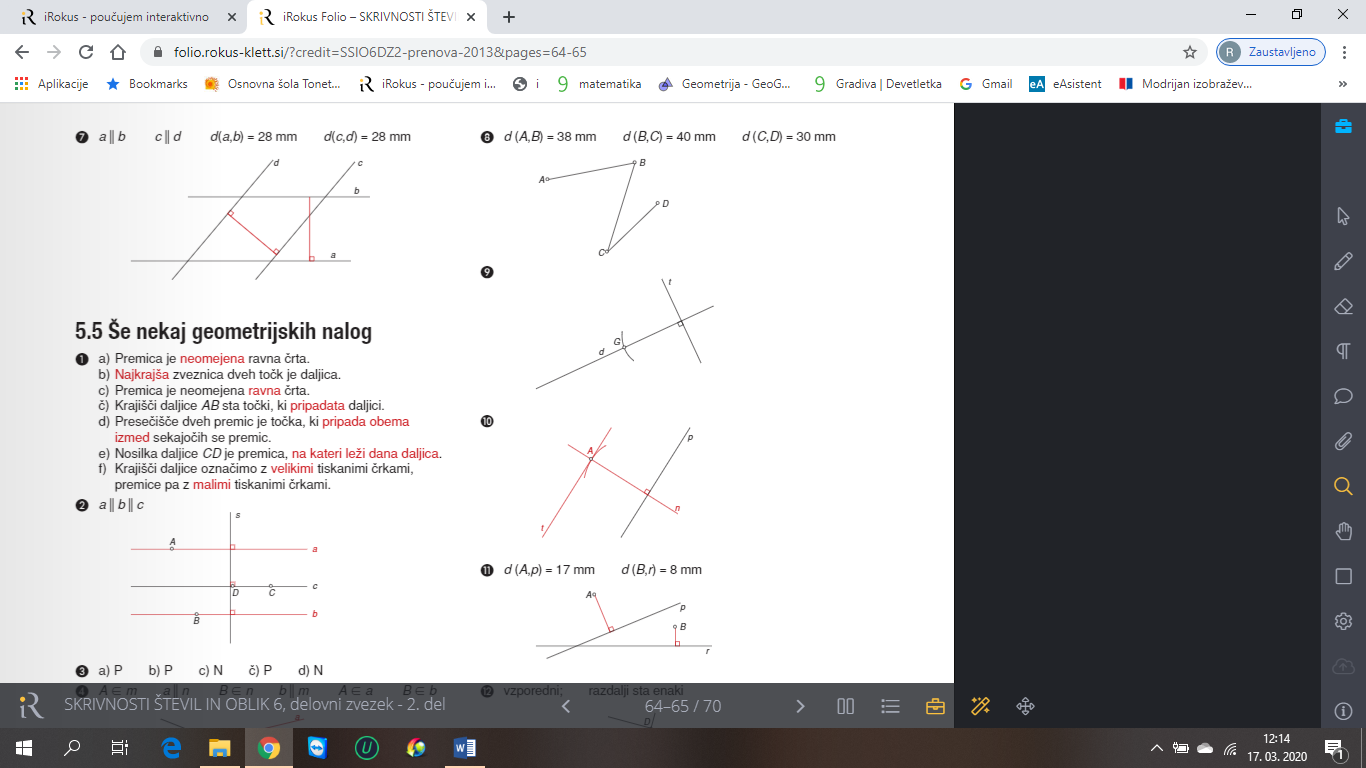 iRokus - poučujem interaktivno
iRokus Folio – SKRIVNOSTI ŠTEVI
folio.rokus-klett.si/?credit=SSIO6DZ2-prenova-2013&pages=64-65
R Zaustavljeno
Aplikacije
Bookmarks
Osnovna šola Tonet...
iRokus - poučujem i...
i
matematika
Geometrija - GeoG...
Gradiva | Devetletka
Gmail
eA eAsistent
Modrijan izobražev...
7 a ∥ b c ∥ d d(a,b) = 28 mm d(c,d) = 28 mm
d
c
b
a
5.5 Še nekaj geometrijskih nalog
1 a) Premica je neomejena ravna črta.
b) Najkrajša zveznica dveh točk je daljica.
c) Premica je neomejena ravna črta.
č) Krajišči daljice AB sta točki, ki pripadata daljici.
d) Presečišče dveh premic je točka, ki pripada obema
izmed sekajočih se premic.
e) Nosilka daljice CD je premica, na kateri leži dana daljica.
f) Krajišči daljice označimo z velikimi tiskanimi črkami,
premice pa z malimi tiskanimi črkami.
2 a ∥ b ∥ c
s
A
a
c
D
C
B
b
3 a) P b) P c) N č) P d) N
4 A ∈ m a ∥ n B ∈ n b ∥ m A ∈ a B ∈ b
a
8 d (A,B) = 38 mm d (B,C) = 40 mm d (C,D) = 30 mm
B
A
D
C
9
t
G
d
10
p
A
n
t
11 d (A,p) = 17 mm d (B,r) = 8 mm
A
p
B
r
12 vzporedni; razdalji sta enaki
p
SKRIVNOSTI ŠTEVIL IN OBLIK 6, delovni zvezek - 2. del
64–65 / 70
12:14
17. 03. 2020
1